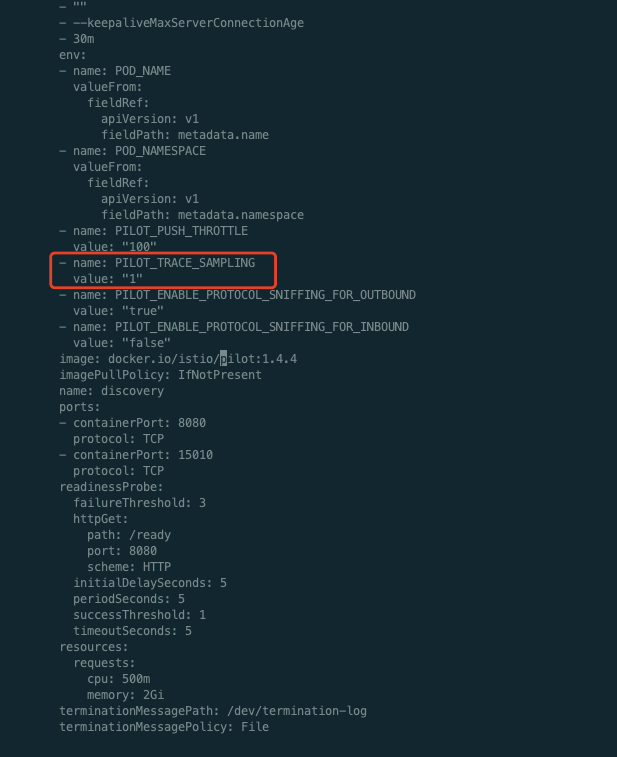 - ""
- --keepaliveMaxServerConnectionAge
- 30m
env:
- name: POD_NAME
  valueFrom:
    fieldRef:
      apiVersion: v1
      fieldPath: metadata.name
- name: POD_NAMESPACE
  valueFrom:
    fieldRef:
      apiVersion: v1
      fieldPath: metadata.namespace
- name: PILOT_PUSH_THROTTLE
  value: "100"
- name: PILOT_TRACE_SAMPLING
  value: "1"
- name: PILOT_ENABLE_PROTOCOL_SNIFFING_FOR_OUTBOUND
  value: "true"
- name: PILOT_ENABLE_PROTOCOL_SNIFFING_FOR_INBOUND
  value: "false"
image: docker.io/istio/pilot:1.4.4
imagePullPolicy: IfNotPresent
name: discovery
ports:
- containerPort: 8080
  protocol: TCP
- containerPort: 15010
  protocol: TCP
readinessProbe:
  failureThreshold: 3
  httpGet:
    path: /ready
    port: 8080
    scheme: HTTP
  initialDelaySeconds: 5
  periodSeconds: 5
  successThreshold: 1
  timeoutSeconds: 5
resources:
  requests:
    cpu: 500m
    memory: 2Gi
terminationMessagePath: /dev/termination-log
terminationMessagePolicy: File